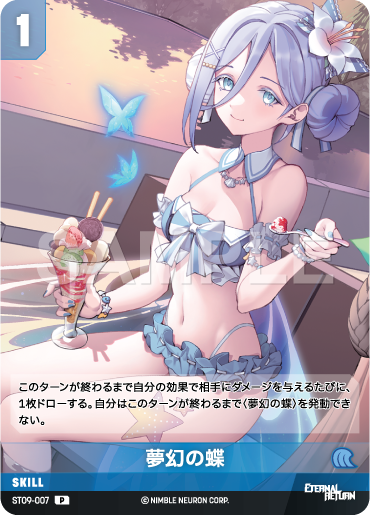 1
SAMPLE
このターンが終わるまで自分の効果で相手にダメージを与えるたびに、
1枚ドローする。自分はこのターンが終わるまで〈夢幻の蝶〉を発動でき
ない。
夢幻の蝶
SKILL
ST09-007 P
© NIMBLE NEURON CORP.
ETERNAL
RETURN